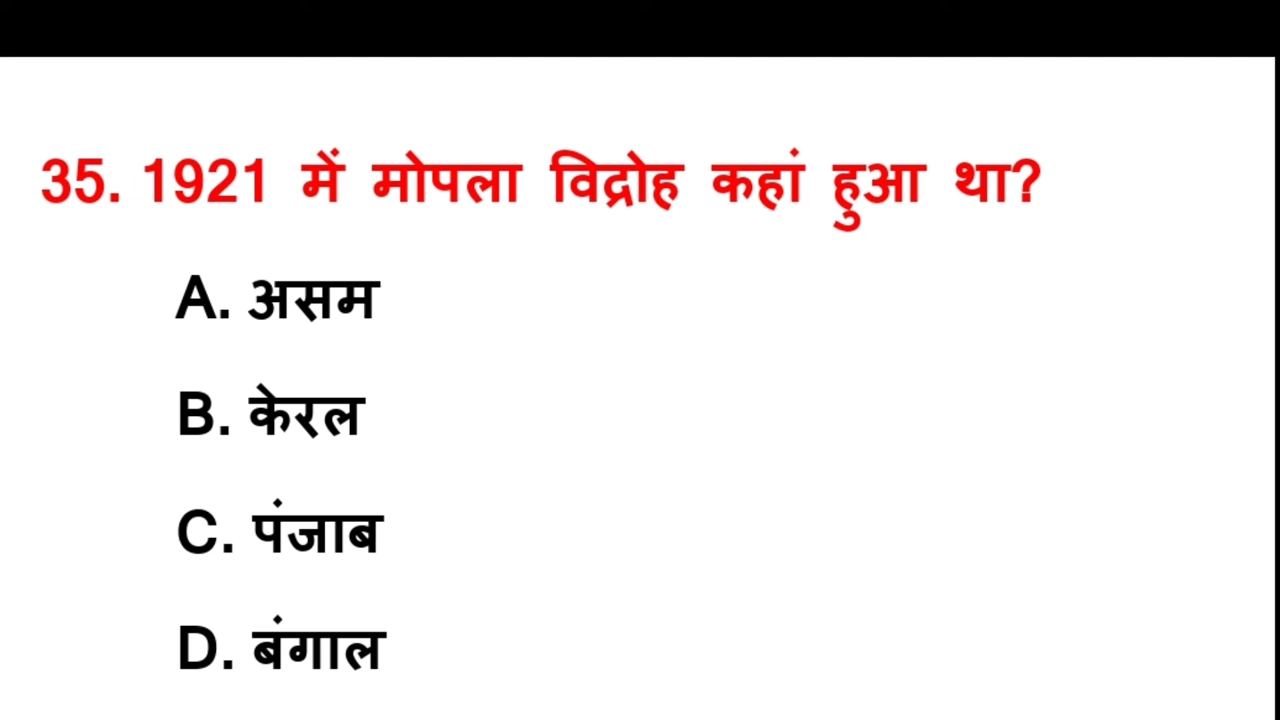 35. 1921 में मोपला विद्रोह कहां हुआ था?
A. असम
B. केरल
C. पंजाब
D. बंगाल